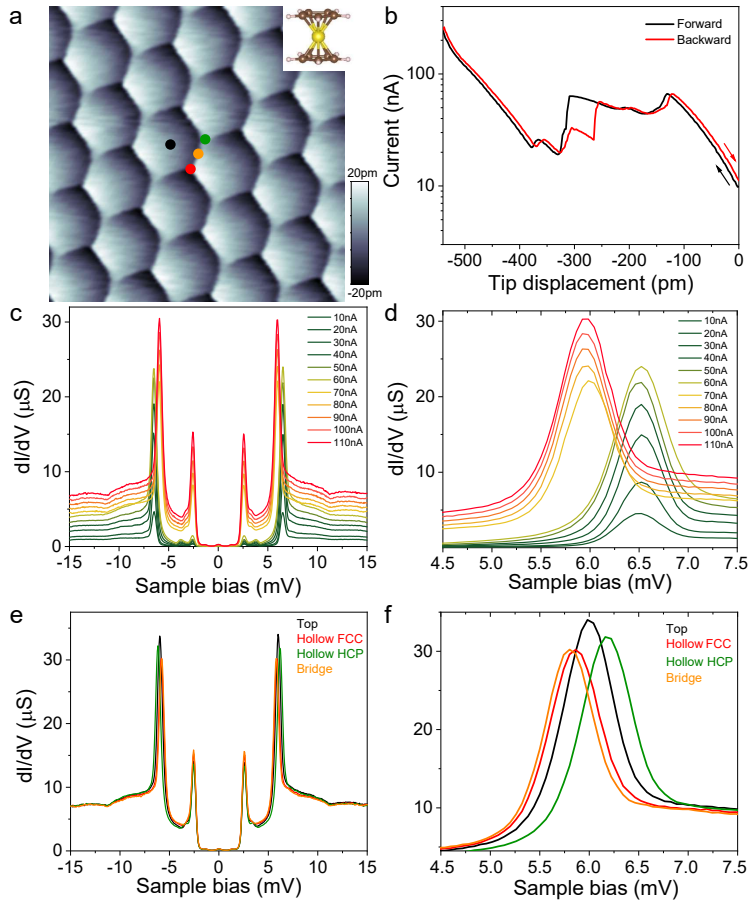 a
20pm
-20pm
b
Forward
Backward
100
10
Current (nA)
-500
-400
-300
-200
-100
0
Tip displacement (pm)
c
10nA
20nA
30nA
40nA
50nA
60nA
70nA
80nA
90nA
100nA
110nA
30
20
10
0
dI/dV (µS)
-15
-10
-5
0
5
10
15
Sample bias (mV)
d
10nA
20nA
30nA
40nA
50nA
60nA
70nA
80nA
90nA
100nA
110nA
30
20
10
dI/dV (µS)
4.5
5.0
5.5
6.0
6.5
7.0
7.5
Sample bias (mV)
e
Top
Hollow FCC
Hollow HCP
Bridge
30
20
10
0
dI/dV (µS)
-15
-10
-5
0
5
10
15
Sample bias (mV)
f
Top
Hollow FCC
Hollow HCP
Bridge
30
20
10
dI/dV (µS)
4.5
5.0
5.5
6.0
6.5
7.0
7.5
Sample bias (mV)